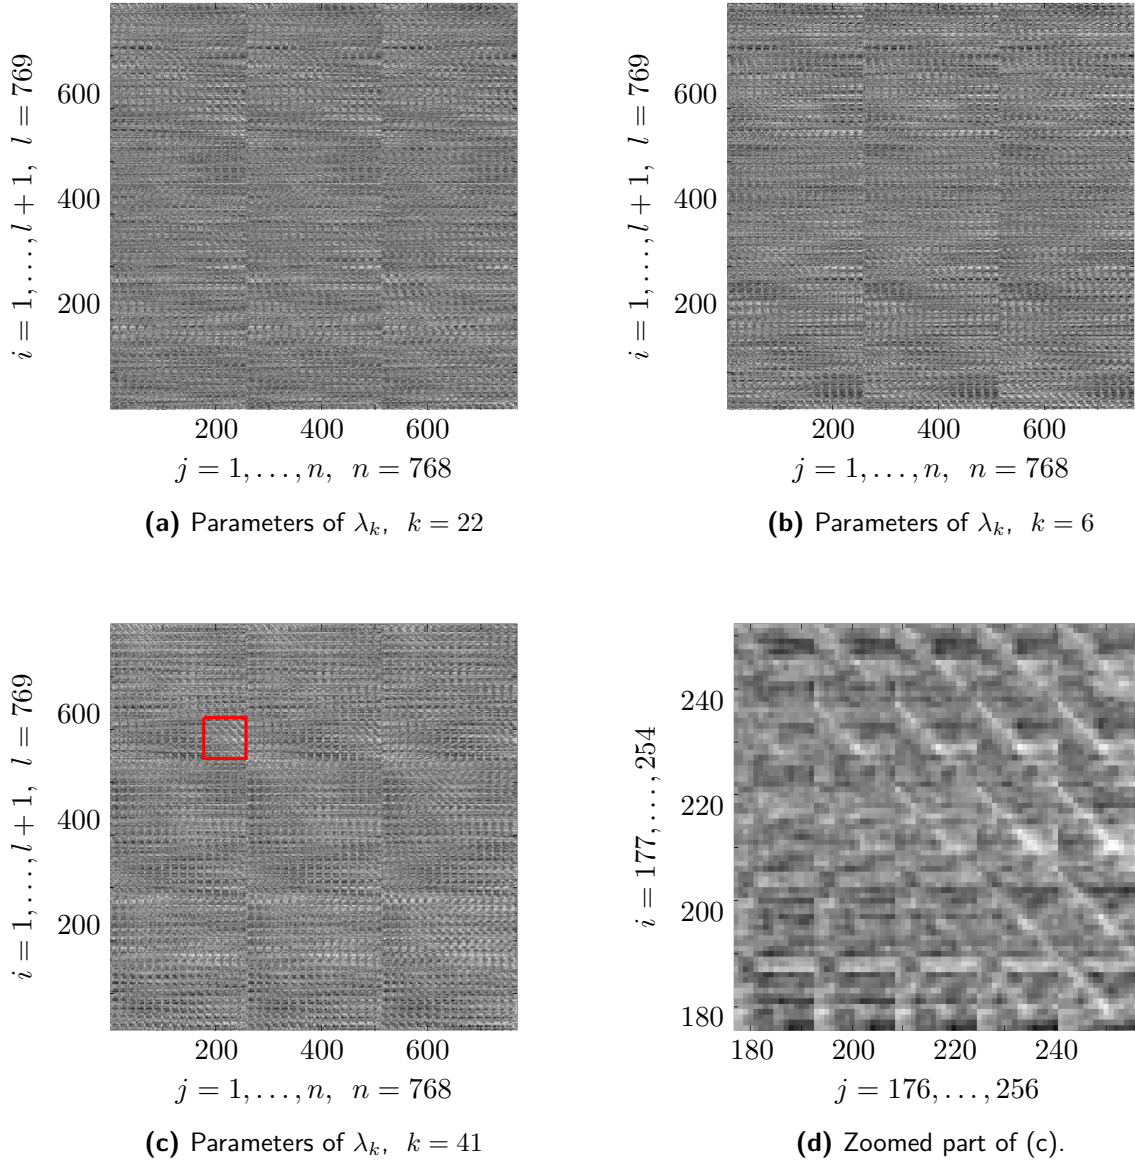 600
400
200
i = 1, . . . , l + 1, l = 769
200 400 600
j = 1, . . . , n, n = 768
(a) Parameters of λk, k = 22
600
400
200
i = 1, . . . , l + 1, l = 769
200 400 600
j = 1, . . . , n, n = 768
(b) Parameters of λk, k = 6
600
400
200
i = 1, . . . , l + 1, l = 769
200 400 600
j = 1, . . . , n, n = 768
(c) Parameters of λk, k = 41
240
220
200
180
i = 177, . . . , 254
180 200 220 240
j = 176, . . . , 256
(d) Zoomed part of (c).